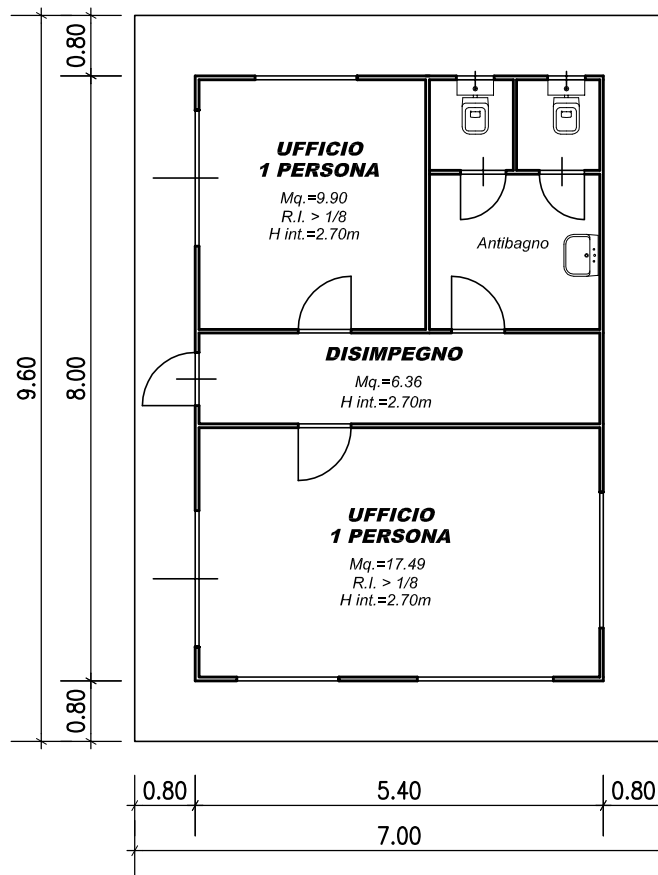 0.80
UFFICIO
1 PERSONA
Mq.=9.90
R.I. > 1/8
H int.=2.70m
Antibagno
9.60
8.00
DISIMPEGNO
Mq.=6.36
H int.=2.70m
UFFICIO
1 PERSONA
Mq.=17.49
R.I. > 1/8
H int.=2.70m
0.80
0.80
5.40
0.80
7.00